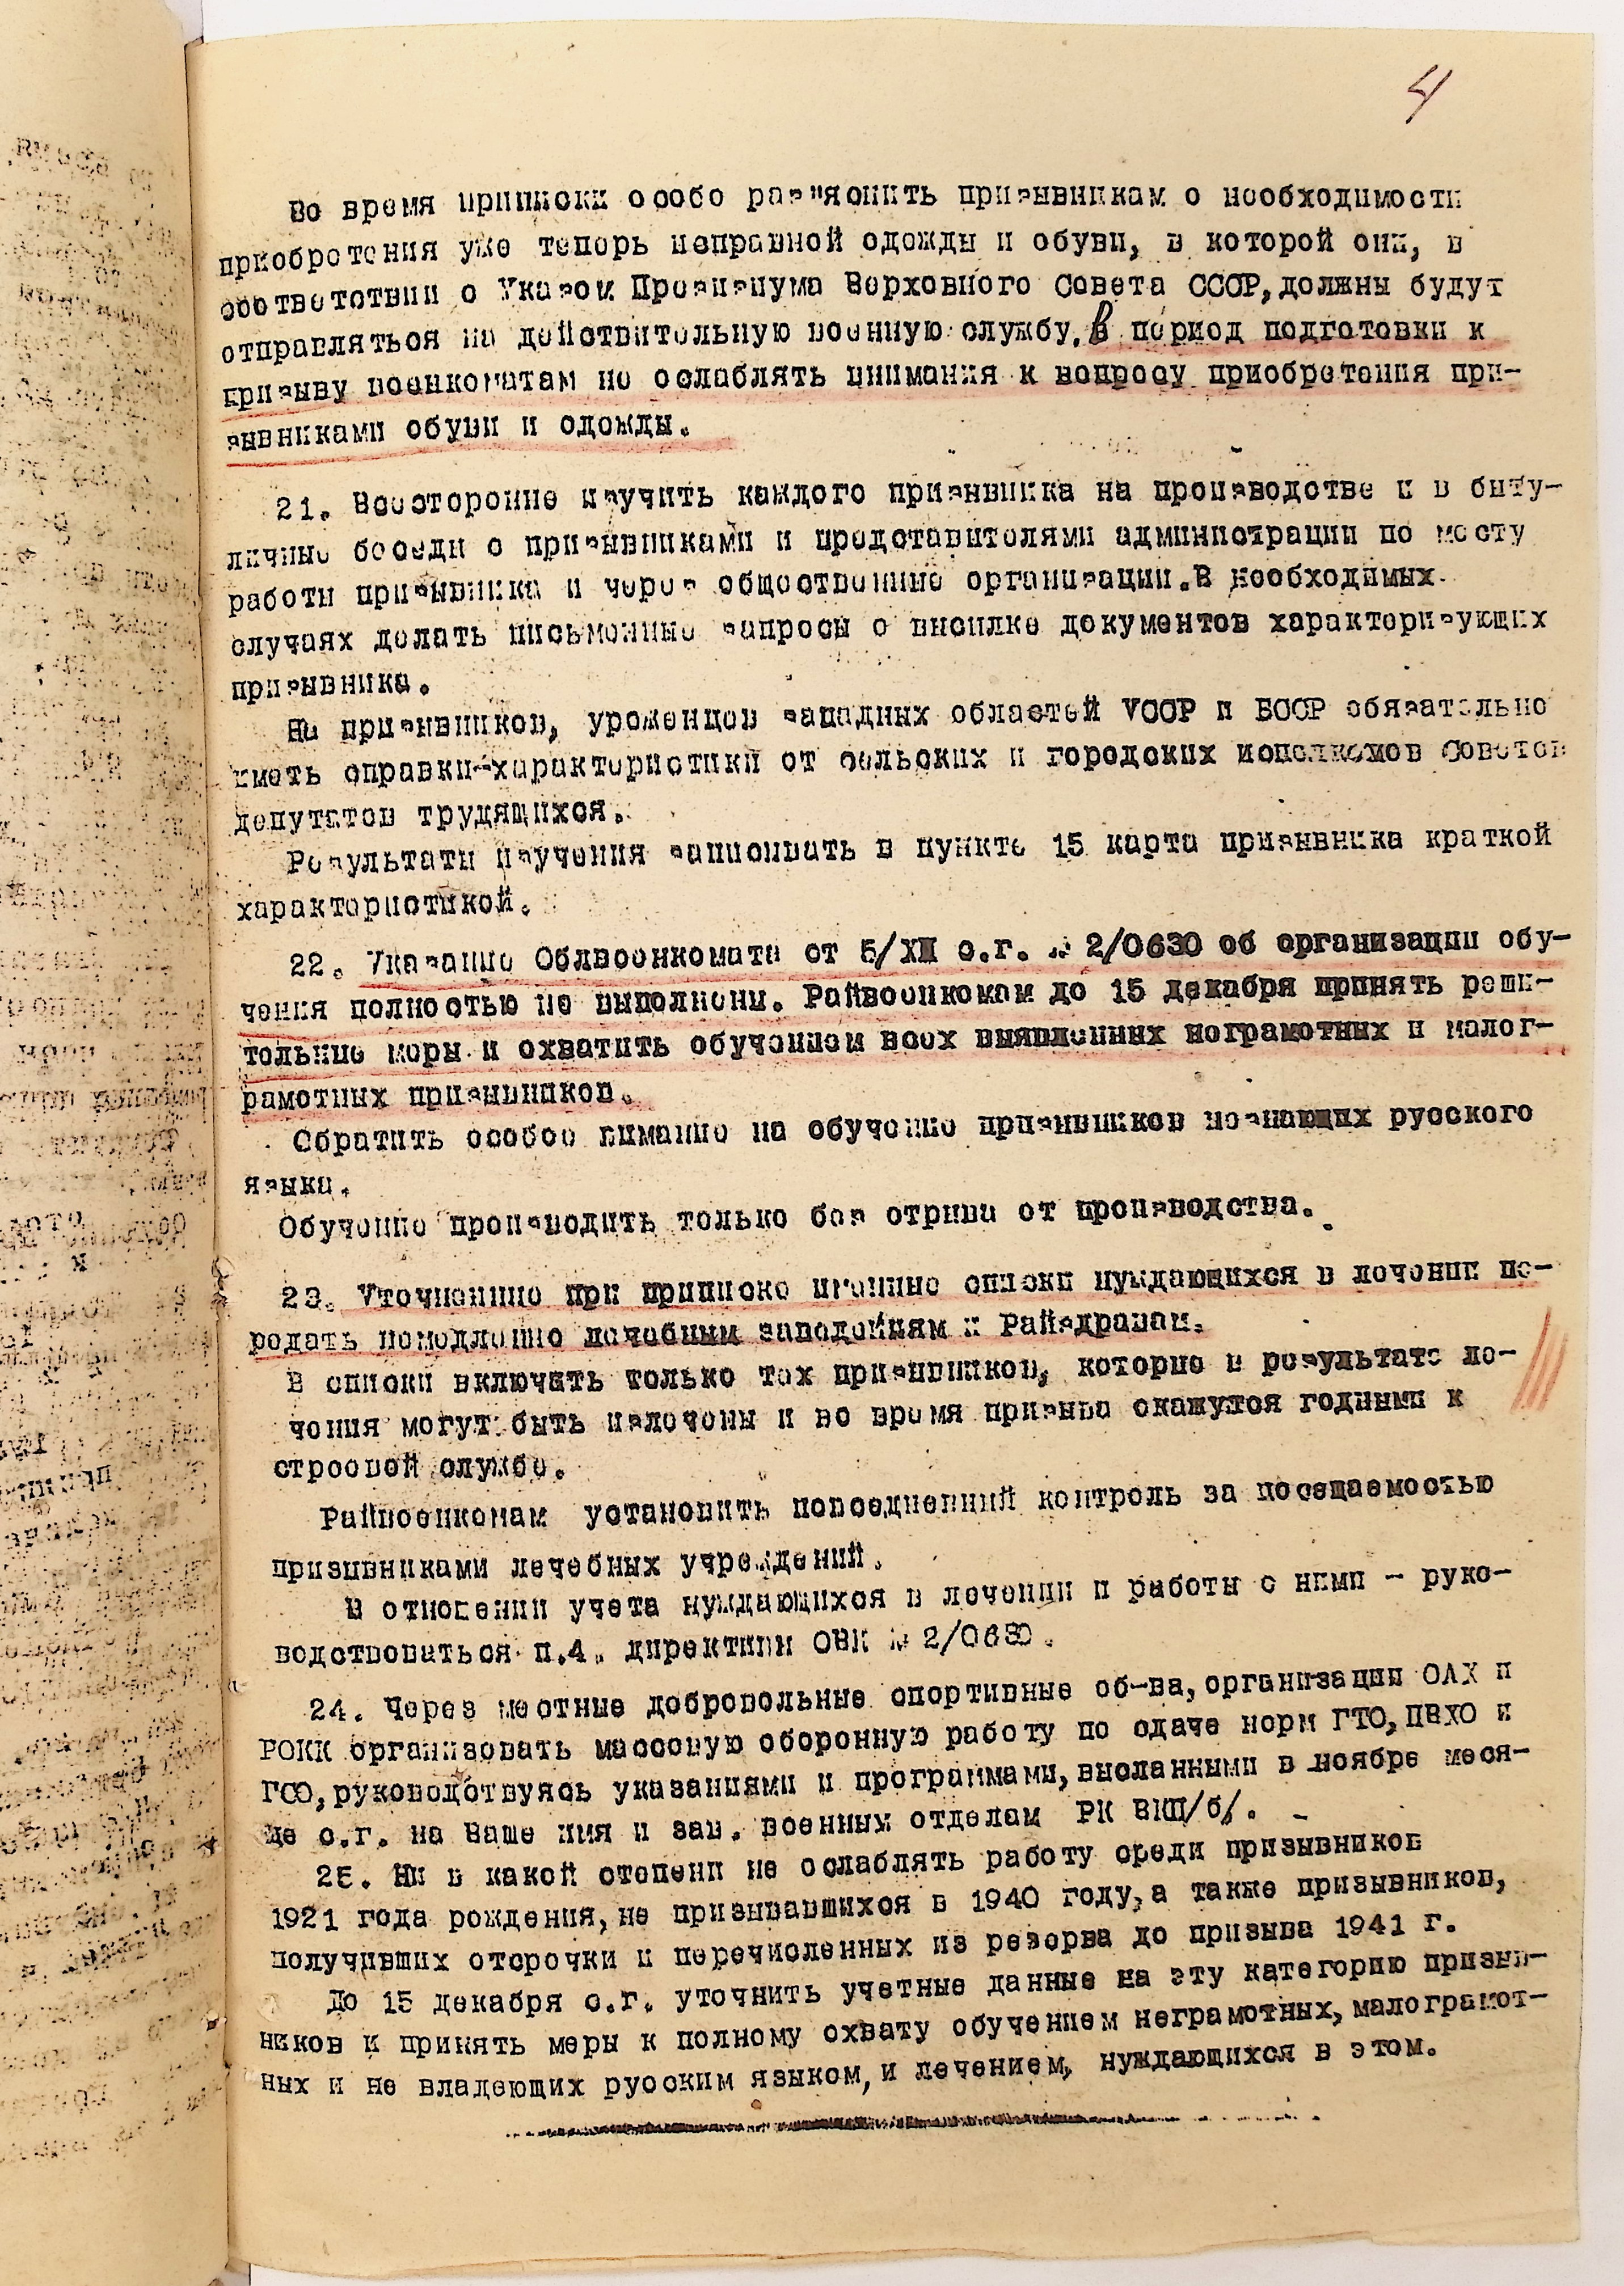 4
Во время приписки особо раз"яснить призывникам о необходимости
приобретения уже теперь исправной одежды и обуви, в которой они, в
соответствии с Указом Президиума Верховного Совета СССР, должны будут
отправляться на действительную военную службу. В период подготовки к
призыву военкоматам не ослаблять внимания к вопросу приобретения при-
зывниками обуви и одежды.
21. Всесторонне изучить каждого призывника на производстве и в быту-
личные беседы с призывниками и представителями администрации по месту
работы призывника и через общественные организации. В необходимых
случаях делать письменные запросы о высылке документов характеризующих
призывника.
На призывников, уроженцев западных областей УССР и БССР обязательно
иметь справки-характеристики от сельских и городских исполкомов Советов
депутатов трудящихся.
Результаты изучения записывать в пункте 15 карты призывника краткой
характеристикой.
22. Указание Облвоенкомата от 5/XII с.г. № 2/0630 об организации обу-
чения полностью не выполнены. Райвоенкомам до 15 декабря принять реши-
тельные меры и охватить обучением всех выявленных неграмотных и малог-
рамотных призывников.
Обратить особое вимание на обучение призывников незнающих русского
языка.
Обучение производить только без отрыва от производства.
23. Уточненные при приписке именные списки нуждающихся в лечении пе-
редать немедленно лечебным заведениям и Райздравам.
В списки включать только тех призывников, которые в результате ле-
чения могут быть излечены и во время призыва окажутся годными к
строевой службе.
Райвоенкомам установить повседневный контроль за посещаемостью
призывниками лечебных учреждений.
В отношении учета нуждающихся в лечении и работы с ними - руко-
водствоваться п.4. директивы ОВК № 2/0630.
24. Через местные добровольные спортивные об-ва, организации ОАХ и
РОКК организовать массовую оборонную работу по сдаче норм ГТО, ПВХО и
ГСО, руководствуясь указаниями и программами, высланными в ноябре меся-
це с.г. на Ваше имя и зав. военных отделам РК ВКП/б/.
25. Ни в какой степени не ослаблять работу среди призывников
1921 года рождения, не призывавшихся в 1940 году, а также призывников,
получивших отсрочки и перечисленных из резерва до призыва 1941 г.
До 15 декабря с.г. уточнить учетные данные на эту категорию призыв-
ников и принять меры к полному охвату обучением неграмотных, малограмот-
ных и не владеющих русским языком, и лечением, нуждающихся в этом.